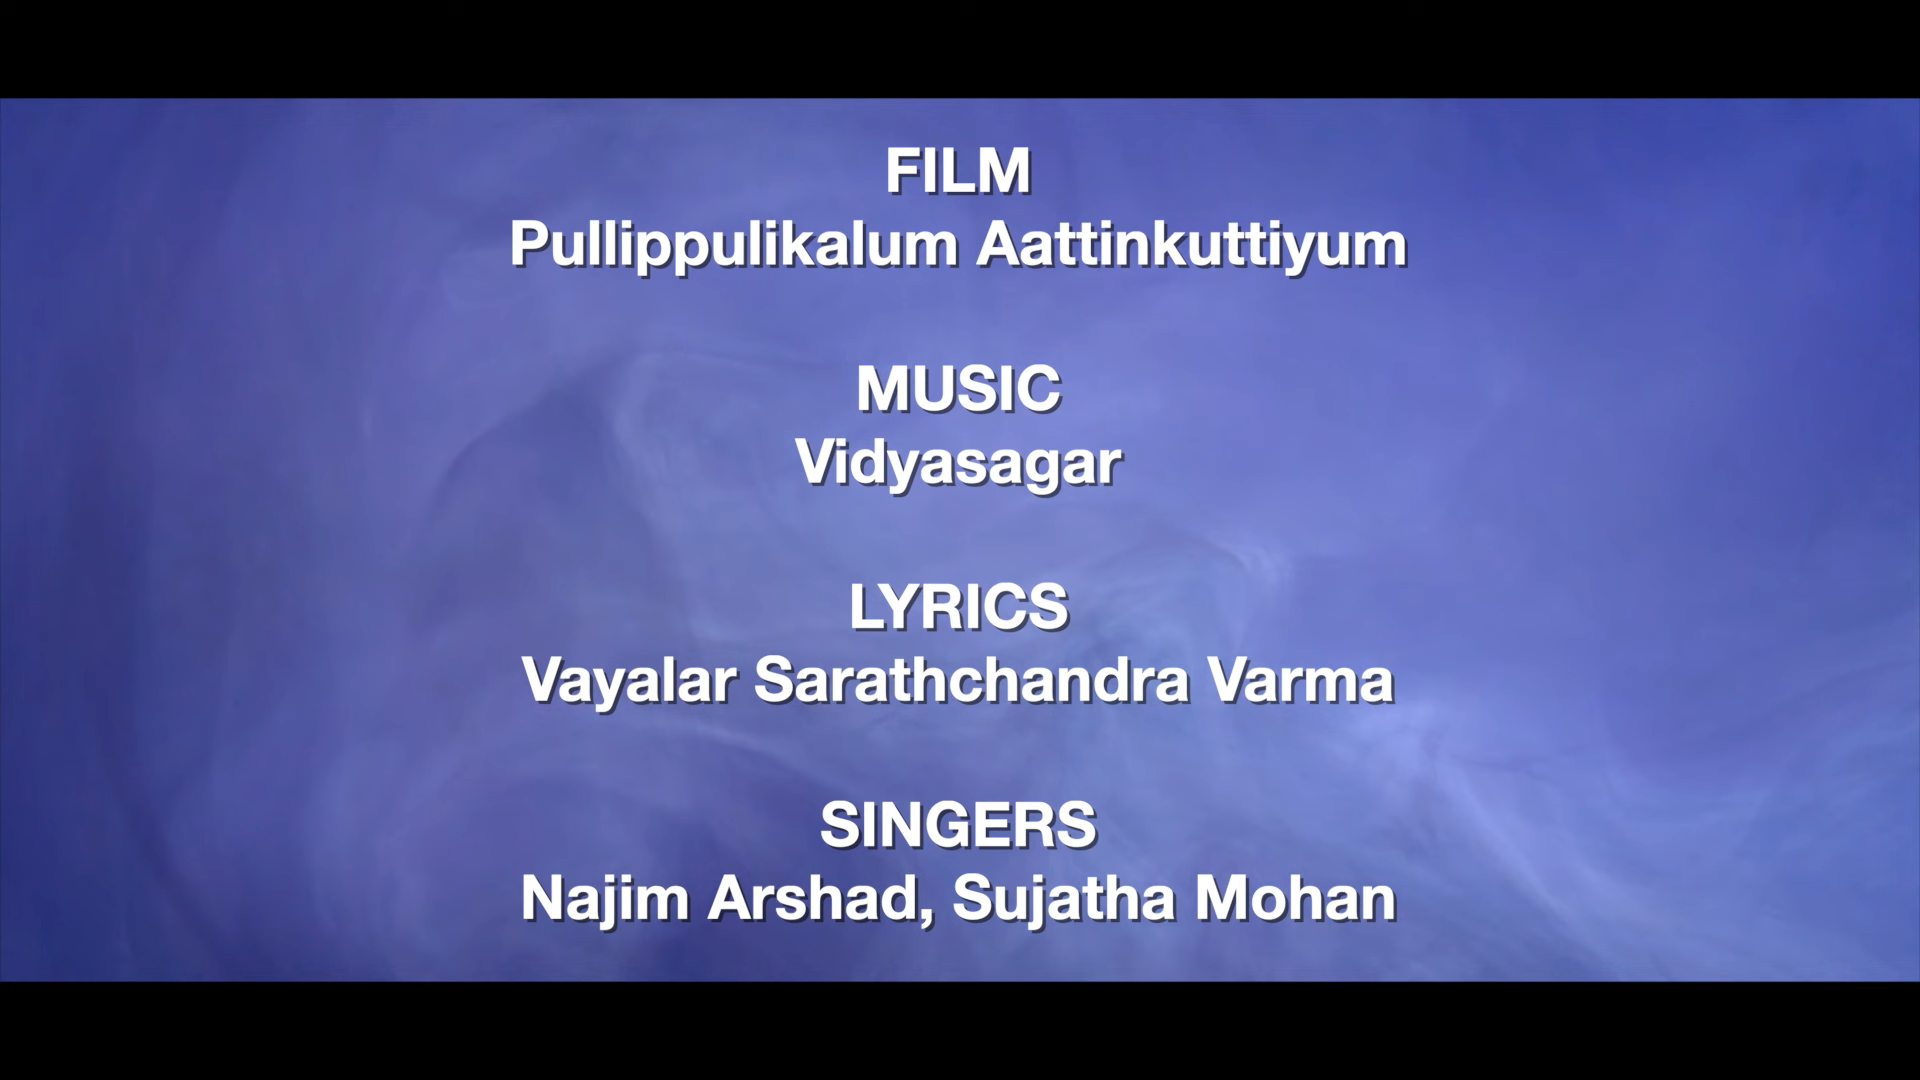 FILM
Pullippulikalum Aattinkuttiyum
MUSIC
Vidyasagar
LYRICS
Vayalar Sarathchandra Varma
SINGERS
Najim Arshad, Sujatha Mohan